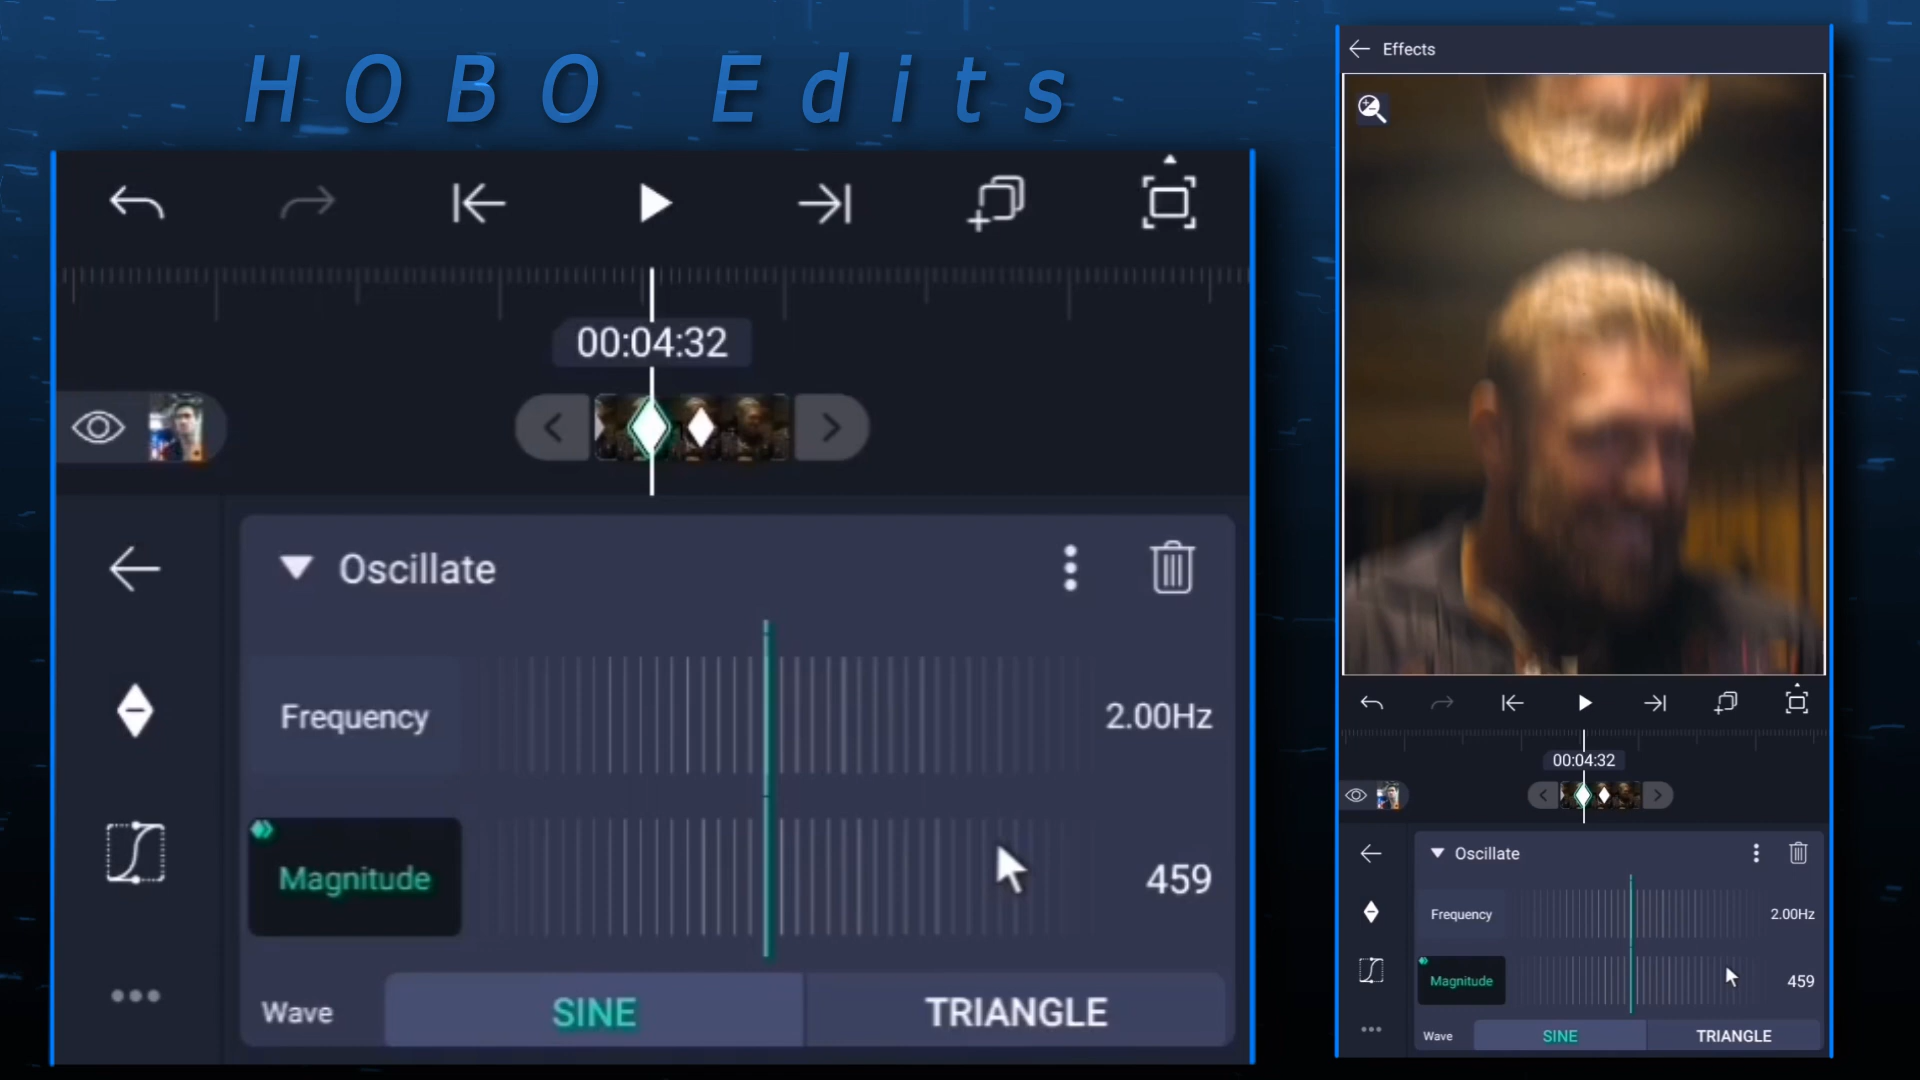 HOBO Edits
00:04:32
Oscillate
Frequency
2.00Hz
Magnitude
459
Wave
SINE
TRIANGLE
Effects
00:04:32
Oscillate
Frequency
2.00Hz
Magnitude
459
Wave
SINE
TRIANGLE